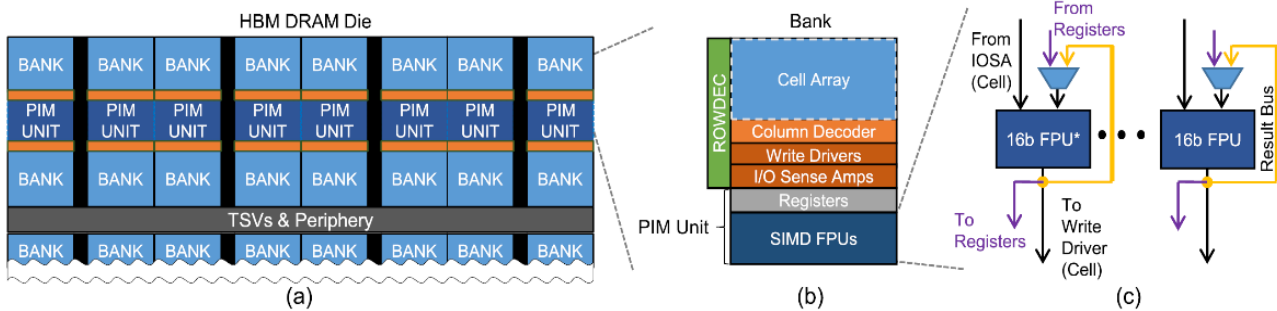 HBM DRAM Die
BANK BANK BANK BANK BANK BANK BANK BANK
PIM UNIT PIM UNIT PIM UNIT PIM UNIT PIM UNIT PIM UNIT PIM UNIT PIM UNIT
BANK BANK BANK BANK BANK BANK BANK BANK
TSVs & Periphery
BANK BANK BANK BANK BANK BANK BANK BANK
(a)
Bank
ROWDEC
Cell Array
Column Decoder
Write Drivers
I/O Sense Amps
Registers
PIM Unit
SIMD FPUs
(b)
From
Registers
From
IOSA
(Cell)
16b FPU*
16b FPU
Result Bus
To
Registers
To
Write
Driver
(Cell)
(c)